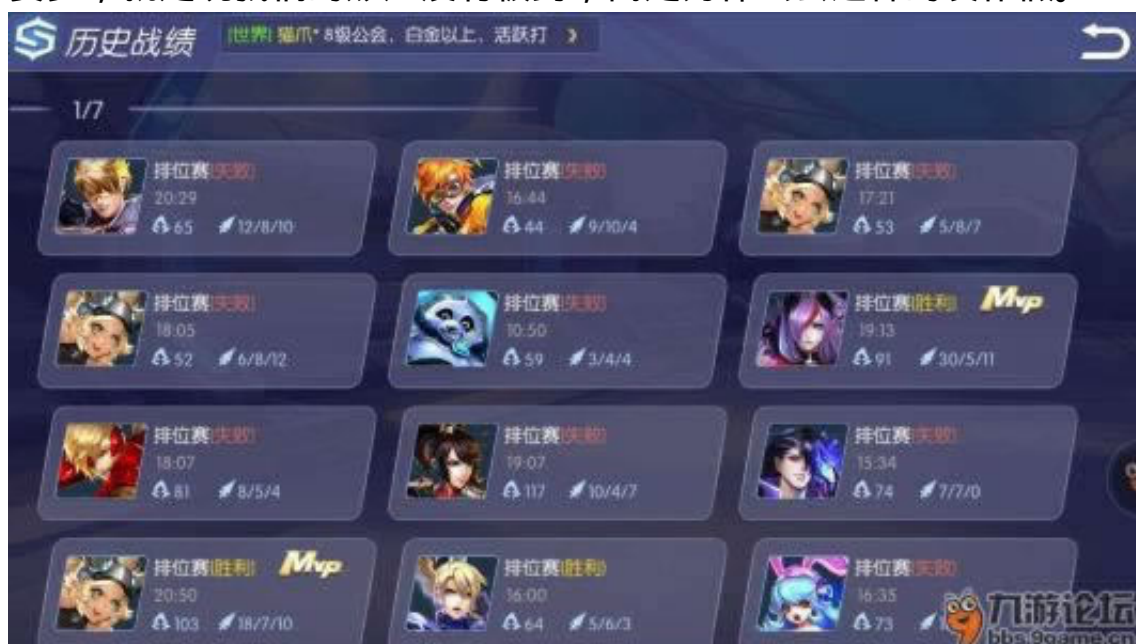 历史战绩
[世界] 猫爪* 8级公会，白金以上、活跃打
1/7
排位赛(失败)
20:29
65 12/8/10
排位赛(失败)
16:44
44 9/10/4
排位赛(失败)
17:21
53 5/8/7
排位赛(失败)
18:05
52 6/8/12
排位赛(失败)
10:50
59 3/4/4
排位赛(胜利) Mvp
19:13
91 30/5/11
排位赛(失败)
18:07
81 8/5/4
排位赛(失败)
19:07
117 10/4/7
排位赛(失败)
15:34
74 7/7/0
排位赛(胜利) Mvp
20:50
103 18/7/10
排位赛(胜利)
16:00
64 5/6/3
排位赛(失败)
16:35
73
九游论坛
bbs.9game.cn